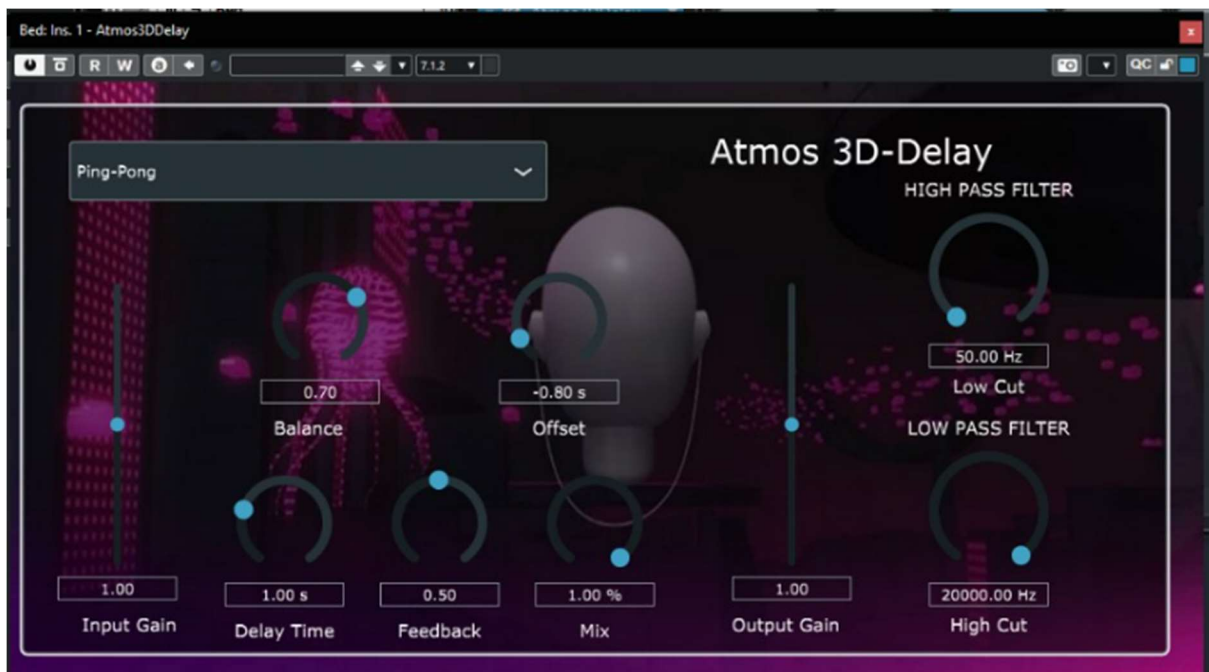 Bed: Ins. 1 - Atmos3DDelay
x
R W a 7.1.2 QC
Ping-Pong
Atmos 3D-Delay
HIGH PASS FILTER
50.00 Hz
Low Cut
0.70
Balance
-0.80 s
Offset
LOW PASS FILTER
1.00
Input Gain
1.00 s
Delay Time
0.50
Feedback
1.00 %
Mix
1.00
Output Gain
20000.00 Hz
High Cut